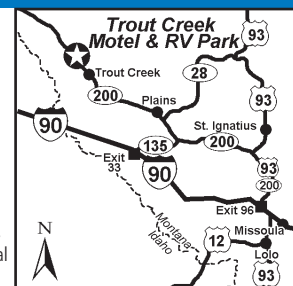 Trout Creek
Motel & RV Park
93
28
Trout Creek
200
Plains
93
St. Ignatius
90
135
200
Exit
33
90
93
200
Exit 96
Montana
Idaho
N
12
Missoula
Lolo
al
93